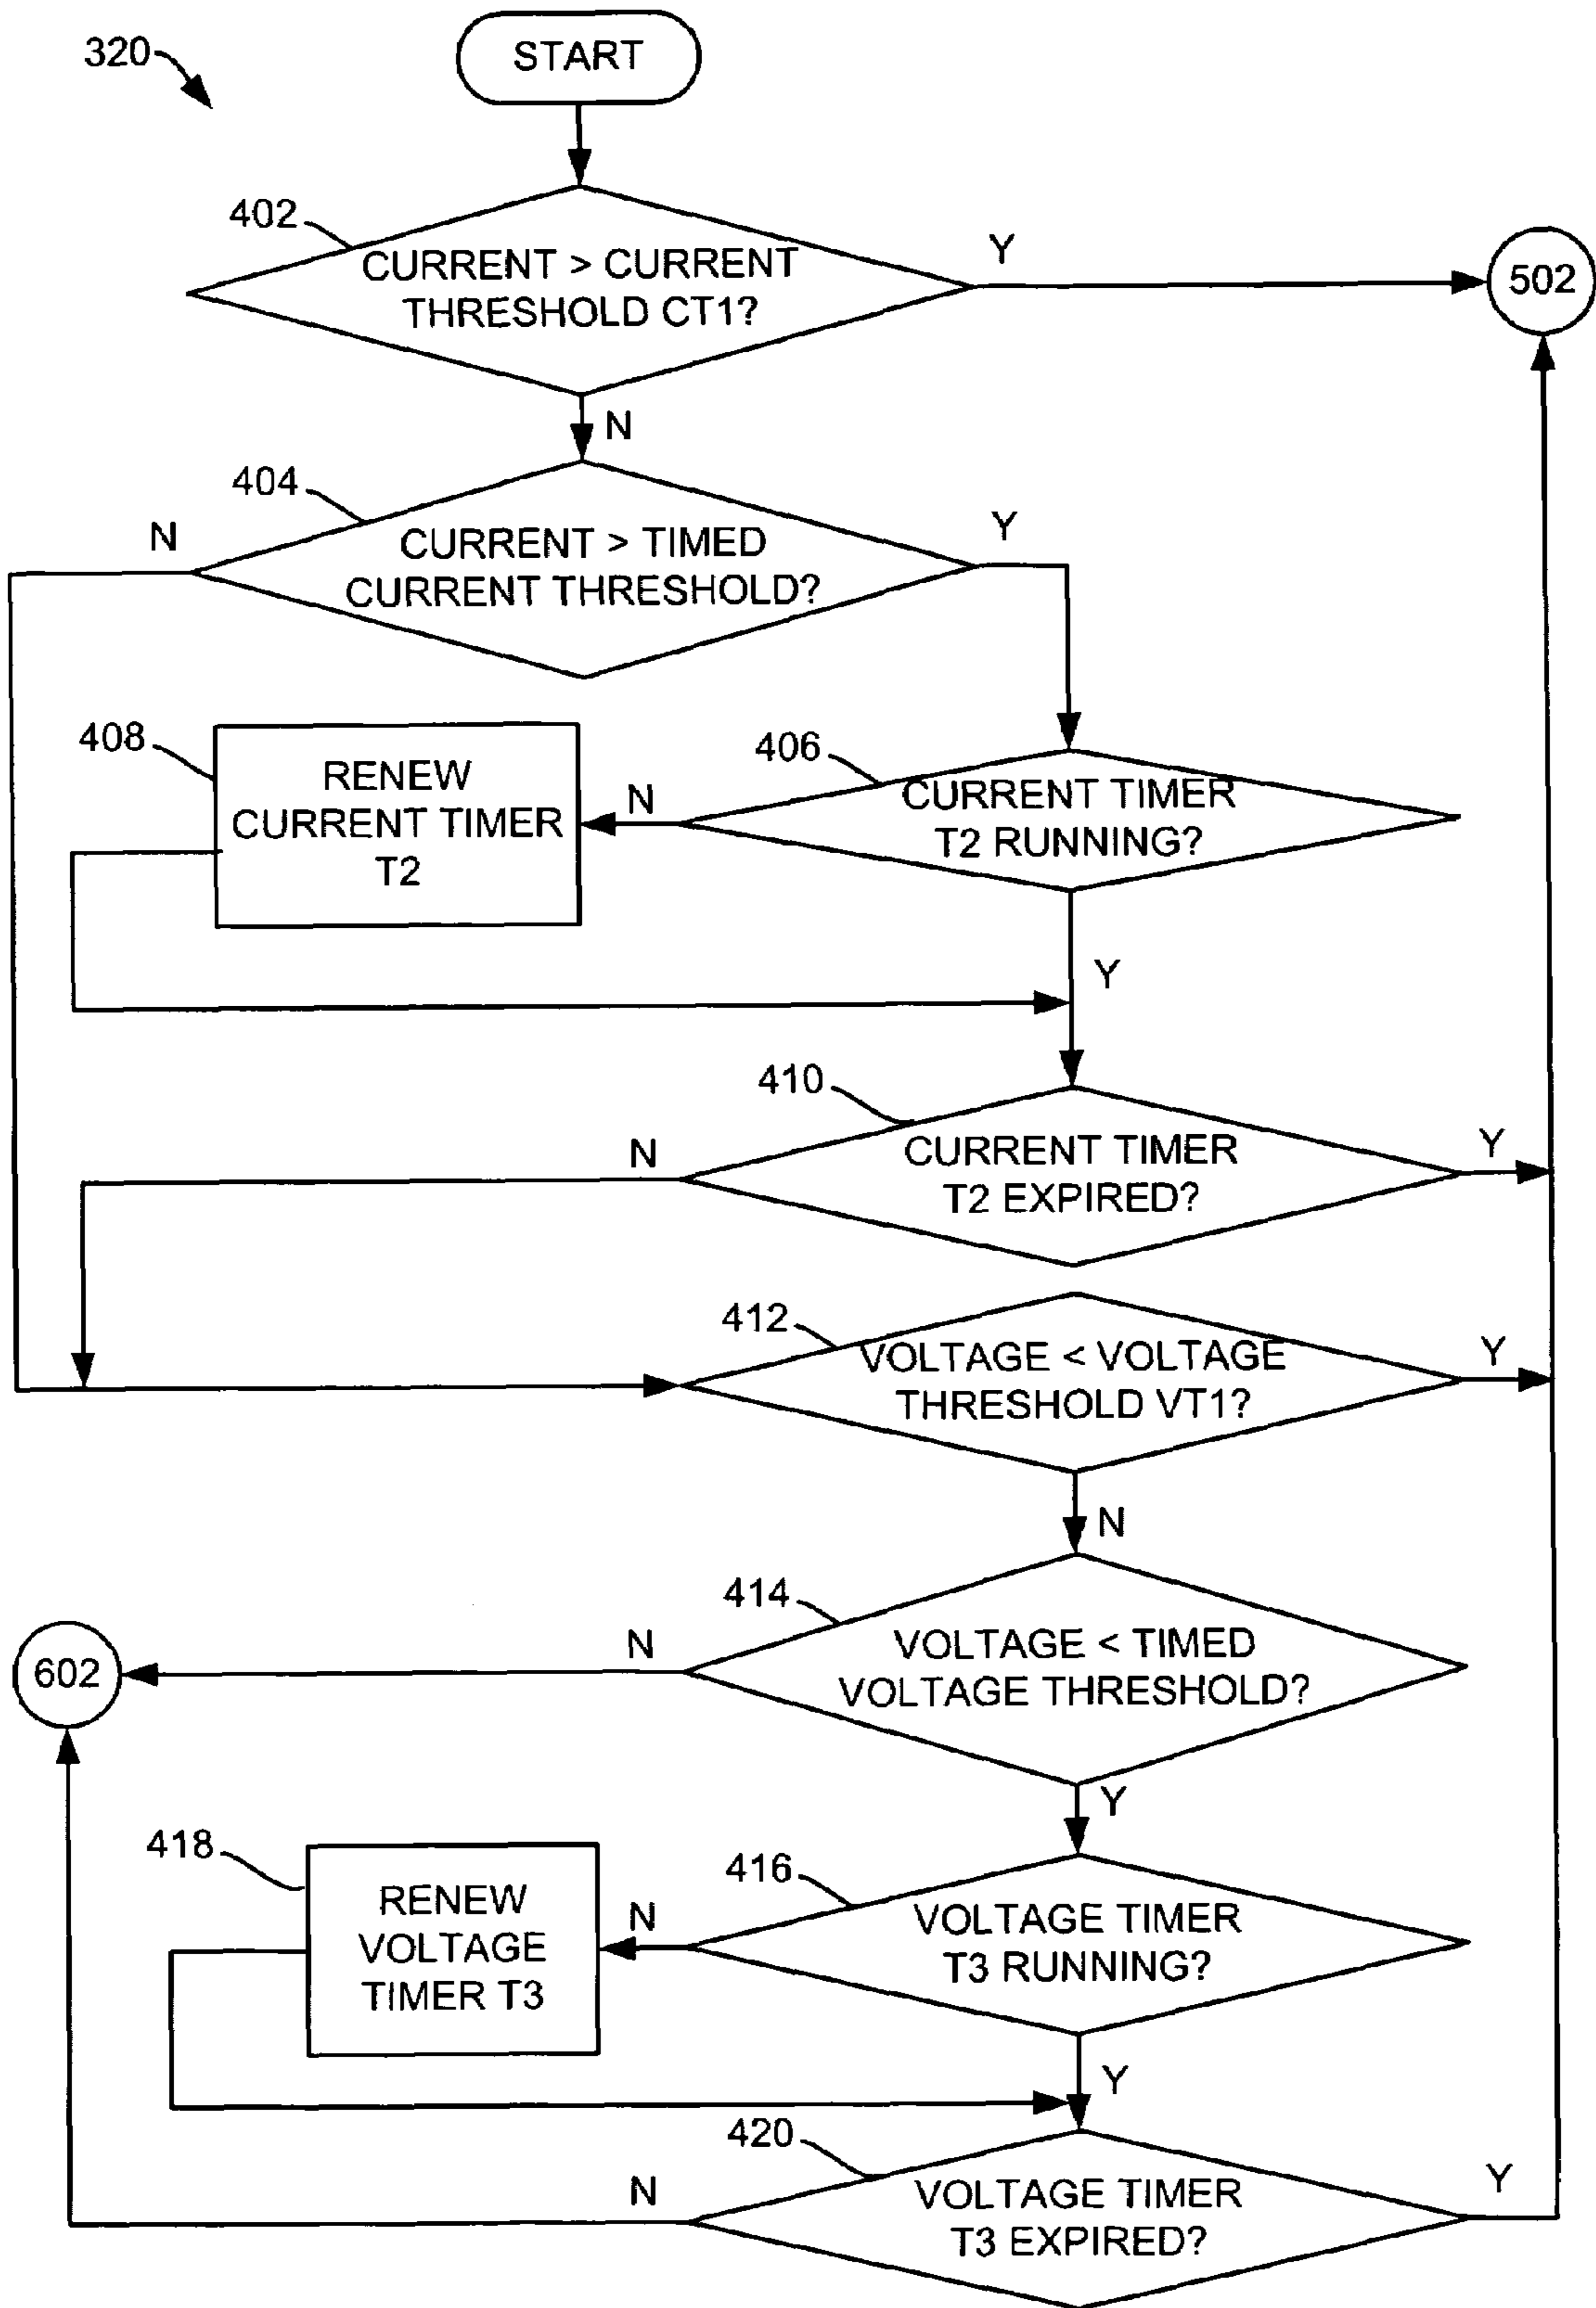 320
START
402
CURRENT > CURRENT
THRESHOLD CT1?
Y
502
N
404
N
CURRENT > TIMED
CURRENT THRESHOLD?
Y
408
RENEW
CURRENT TIMER
T2
406
N
CURRENT TIMER
T2 RUNNING?
Y
410
N
CURRENT TIMER
T2 EXPIRED?
Y
412
VOLTAGE < VOLTAGE
THRESHOLD VT1?
Y
N
414
602
N
VOLTAGE < TIMED
VOLTAGE THRESHOLD?
Y
418
RENEW
VOLTAGE
TIMER T3
416
N
VOLTAGE TIMER
T3 RUNNING?
Y
420
N
VOLTAGE TIMER
T3 EXPIRED?
Y